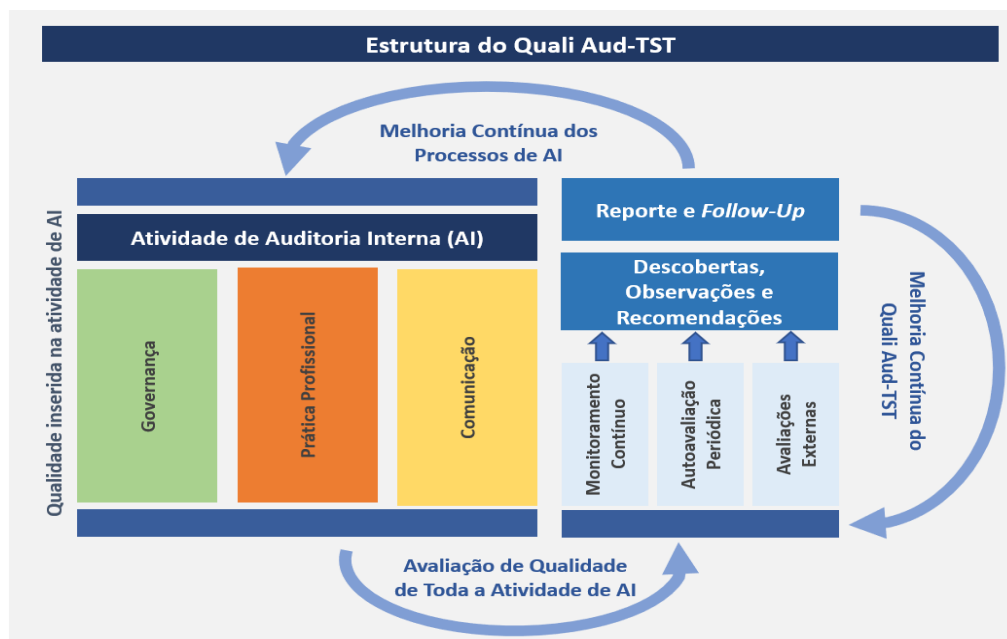 Estrutura do Quali Aud-TST
Melhoria Contínua dos
Processos de AI
Qualidade inserida na atividade de AI
Atividade de Auditoria Interna (AI)
Governança
Prática Profissional
Comunicação
Reporte e Follow-Up
Descobertas,
Observações e
Recomendações
Monitoramento
Contínuo
Autoavaliação
Periódica
Avaliações
Externas
Melhoria Contínua do
Quali Aud-TST
Avaliação de Qualidade
de Toda a Atividade de AI